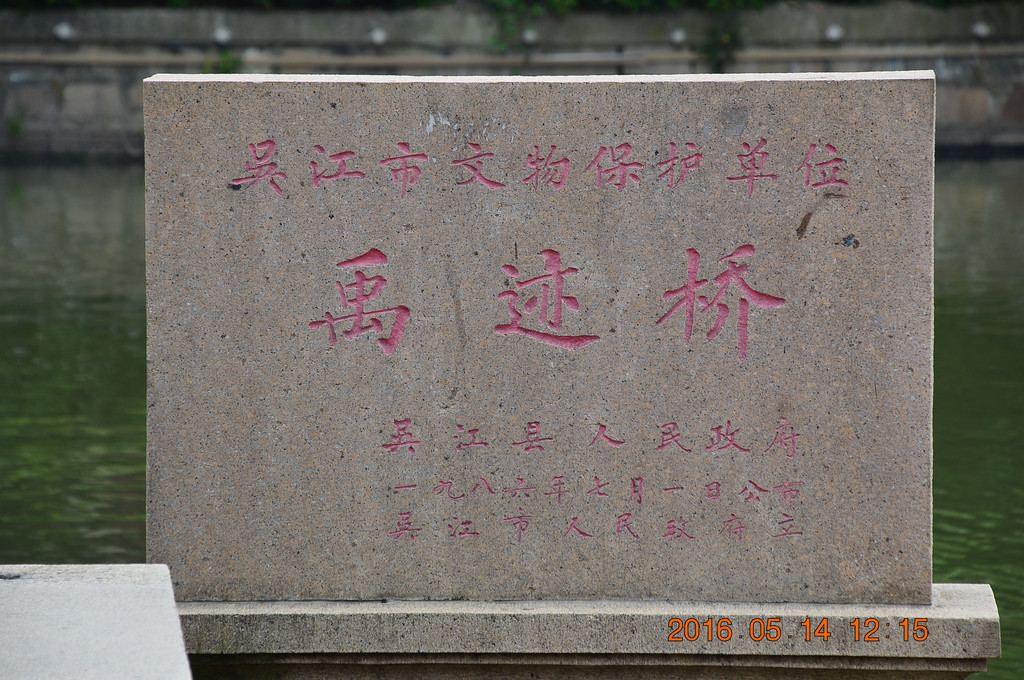 吳江市文物保护单位
禹迹桥
吴江县人民政府
一九八六年七月一日公布
吴江市人民政府立
2016 05 14 12 15